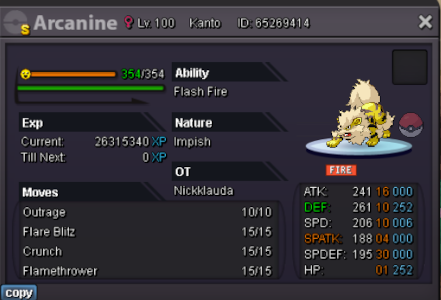 S Arcanine Lv. 100 Kanto ID: 65269414
354/354
Ability
Flash Fire
Exp
Current: 26315340 XP
Till Next: 0 XP
Nature
Impish
OT
Nickklauda
FIRE
Moves
Outrage 10/10
Flare Blitz 15/15
Crunch 15/15
Flamethrower 15/15
ATK: 241 16 000
DEF: 261 10 252
SPD: 206 10 006
SPATK: 188 04 000
SPDEF: 195 30 000
HP: 01 252
copy